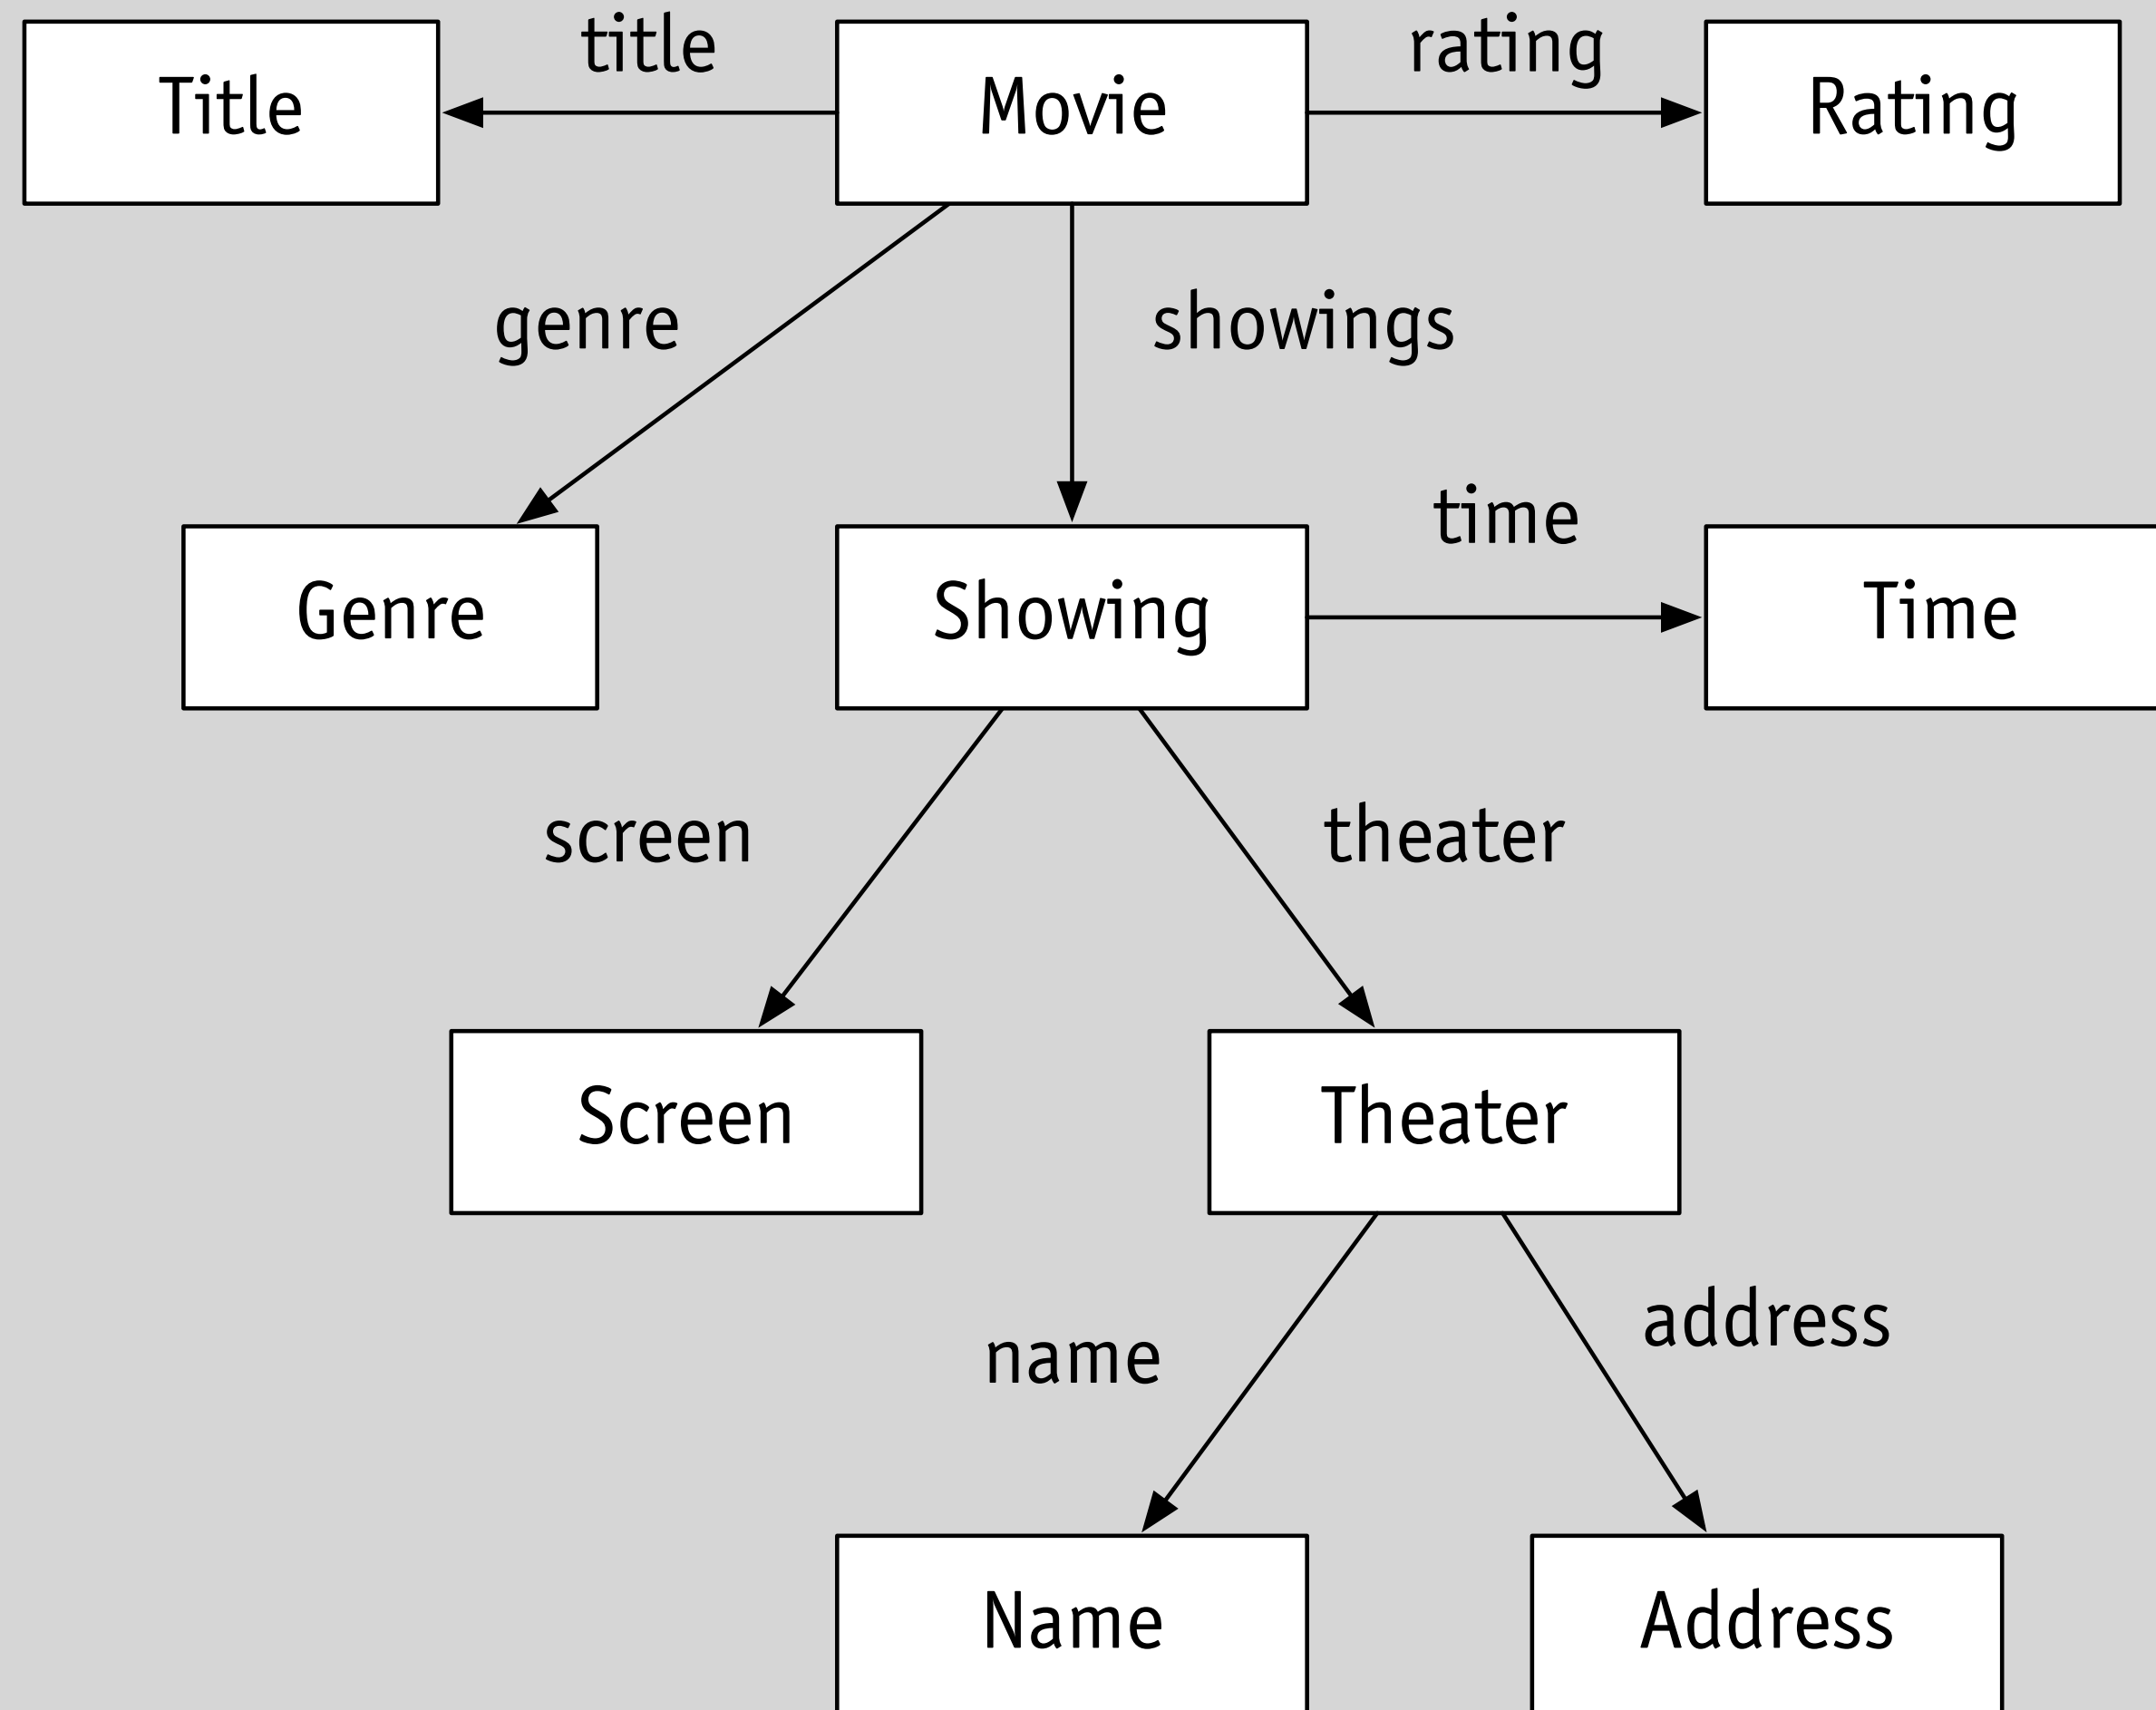 title
rating
Title
Movie
Rating
genre
showings
time
Genre
Showing
Time
screen
theater
Screen
Theater
name
address
Name
Address